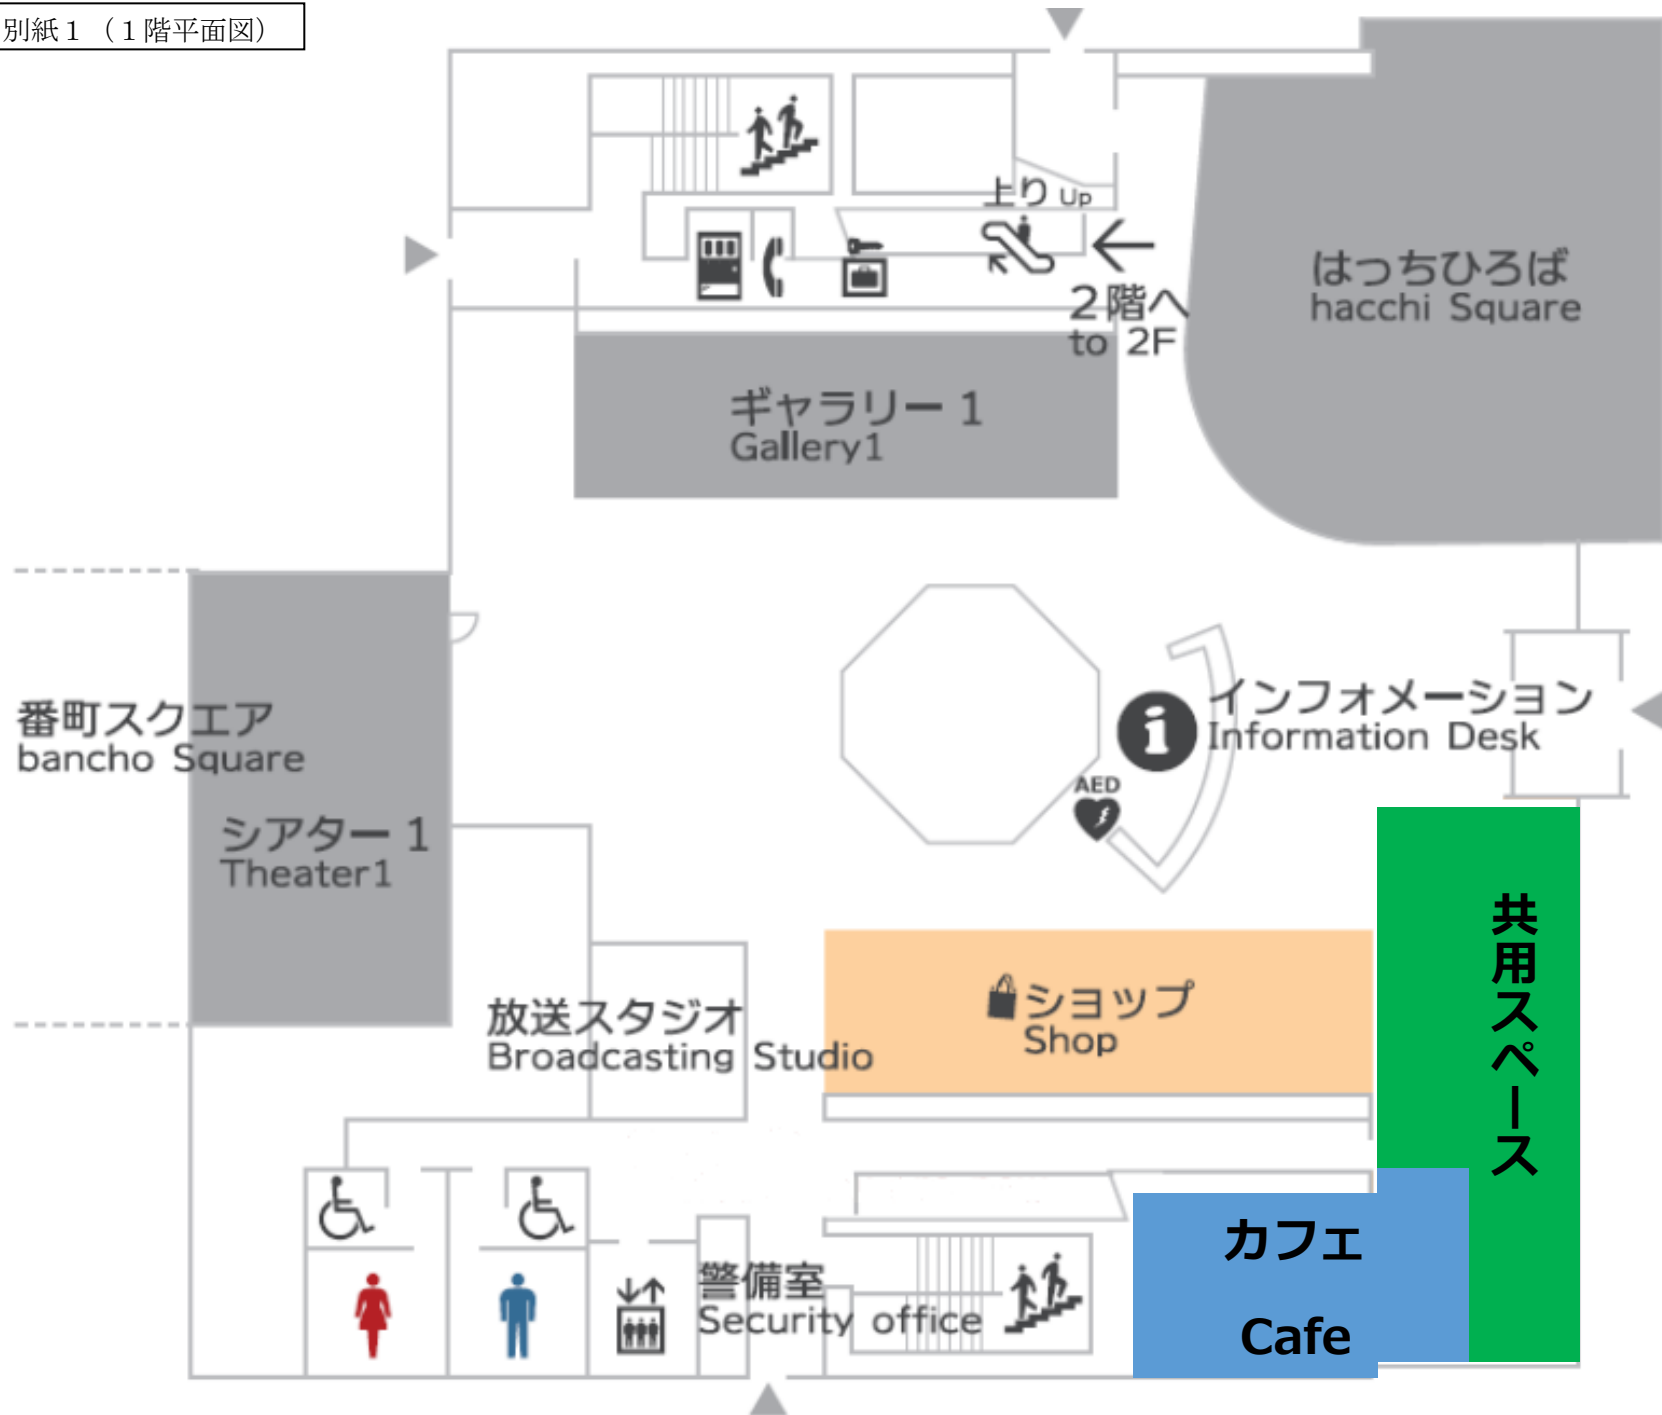 別紙１（１階平面図）
上り Up
２階へ
to 2F
はっちひろば
hacchi Square
ギャラリー 1
Gallery1
番町スクエア
bancho Square
インフォメーション
Information Desk
AED
シアター 1
Theater1
放送スタジオ
Broadcasting Studio
ショップ
Shop
共用スペース
カフェ
Cafe
警備室
Security office